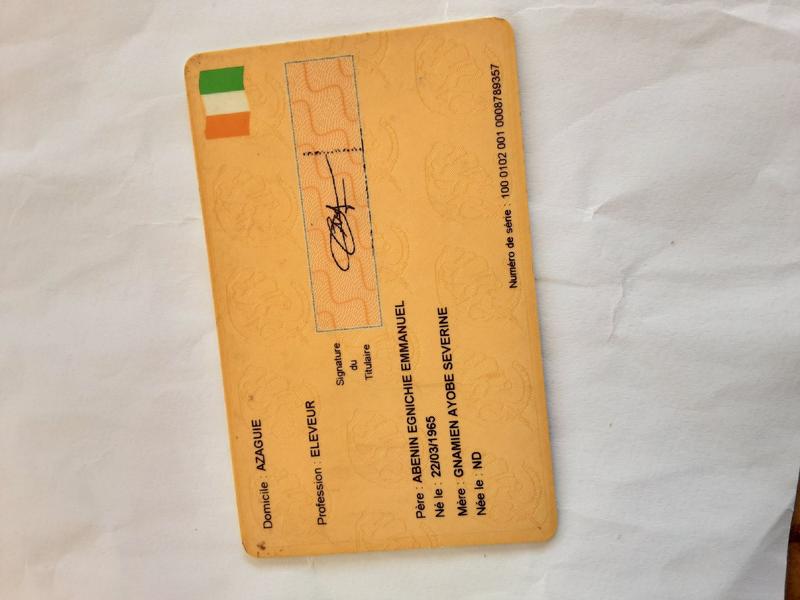 Domicile : AZAGUIE
Profession : ELEVEUR
Signature
du
Titulaire
Père : ABENIN EGNICHIE EMMANUEL
Né le : 22/03/1965
Mère : GNAMIEN AYOBE SEVERINE
Née le : ND
Numéro de série : 100 0102 001 0008789357